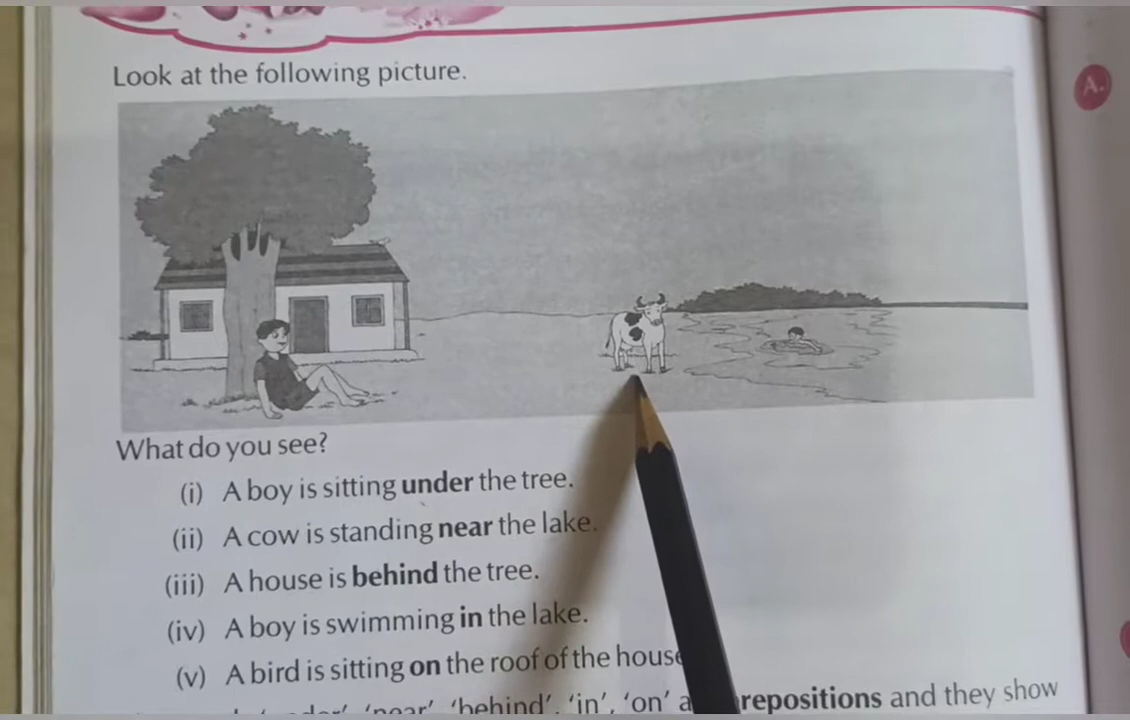 Look at the following picture.
A.
What do you see?
(i) A boy is sitting under the tree.
(ii) A cow is standing near the lake.
(iii) A house is behind the tree.
(iv) A boy is swimming in the lake.
(v) A bird is sitting on the roof of the house
'near', 'behind', 'in', 'on' repositions and they show